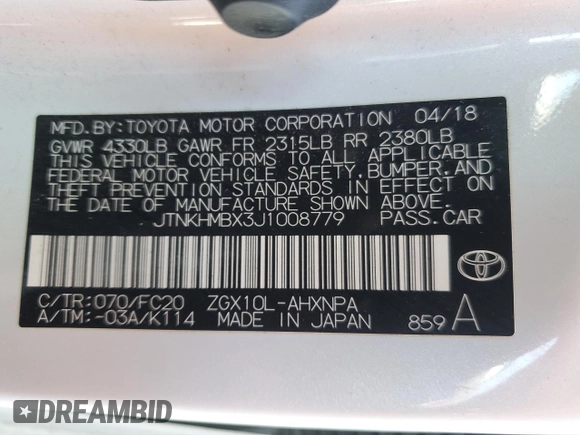 MFD.BY:TOYOTA MOTOR CORPORATION 04/18
GVWR 4330LB GAWR FR 2315LB RR 2380LB
THIS VEHICLE CONFORMS TO ALL APPLICABLE
FEDERAL MOTOR VEHICLE SAFETY,BUMPER,AND
THEFT PREVENTION STANDARDS IN EFFECT ON
THE DATE OF MANUFACTURE SHOWN ABOVE.
JTNKHMBX3J1008779 PASS.CAR
C/TR:070/FC20 ZGX10L-AHXNPA
A/TM:-03A/K114 MADE IN JAPAN 859 A
DREAMBID